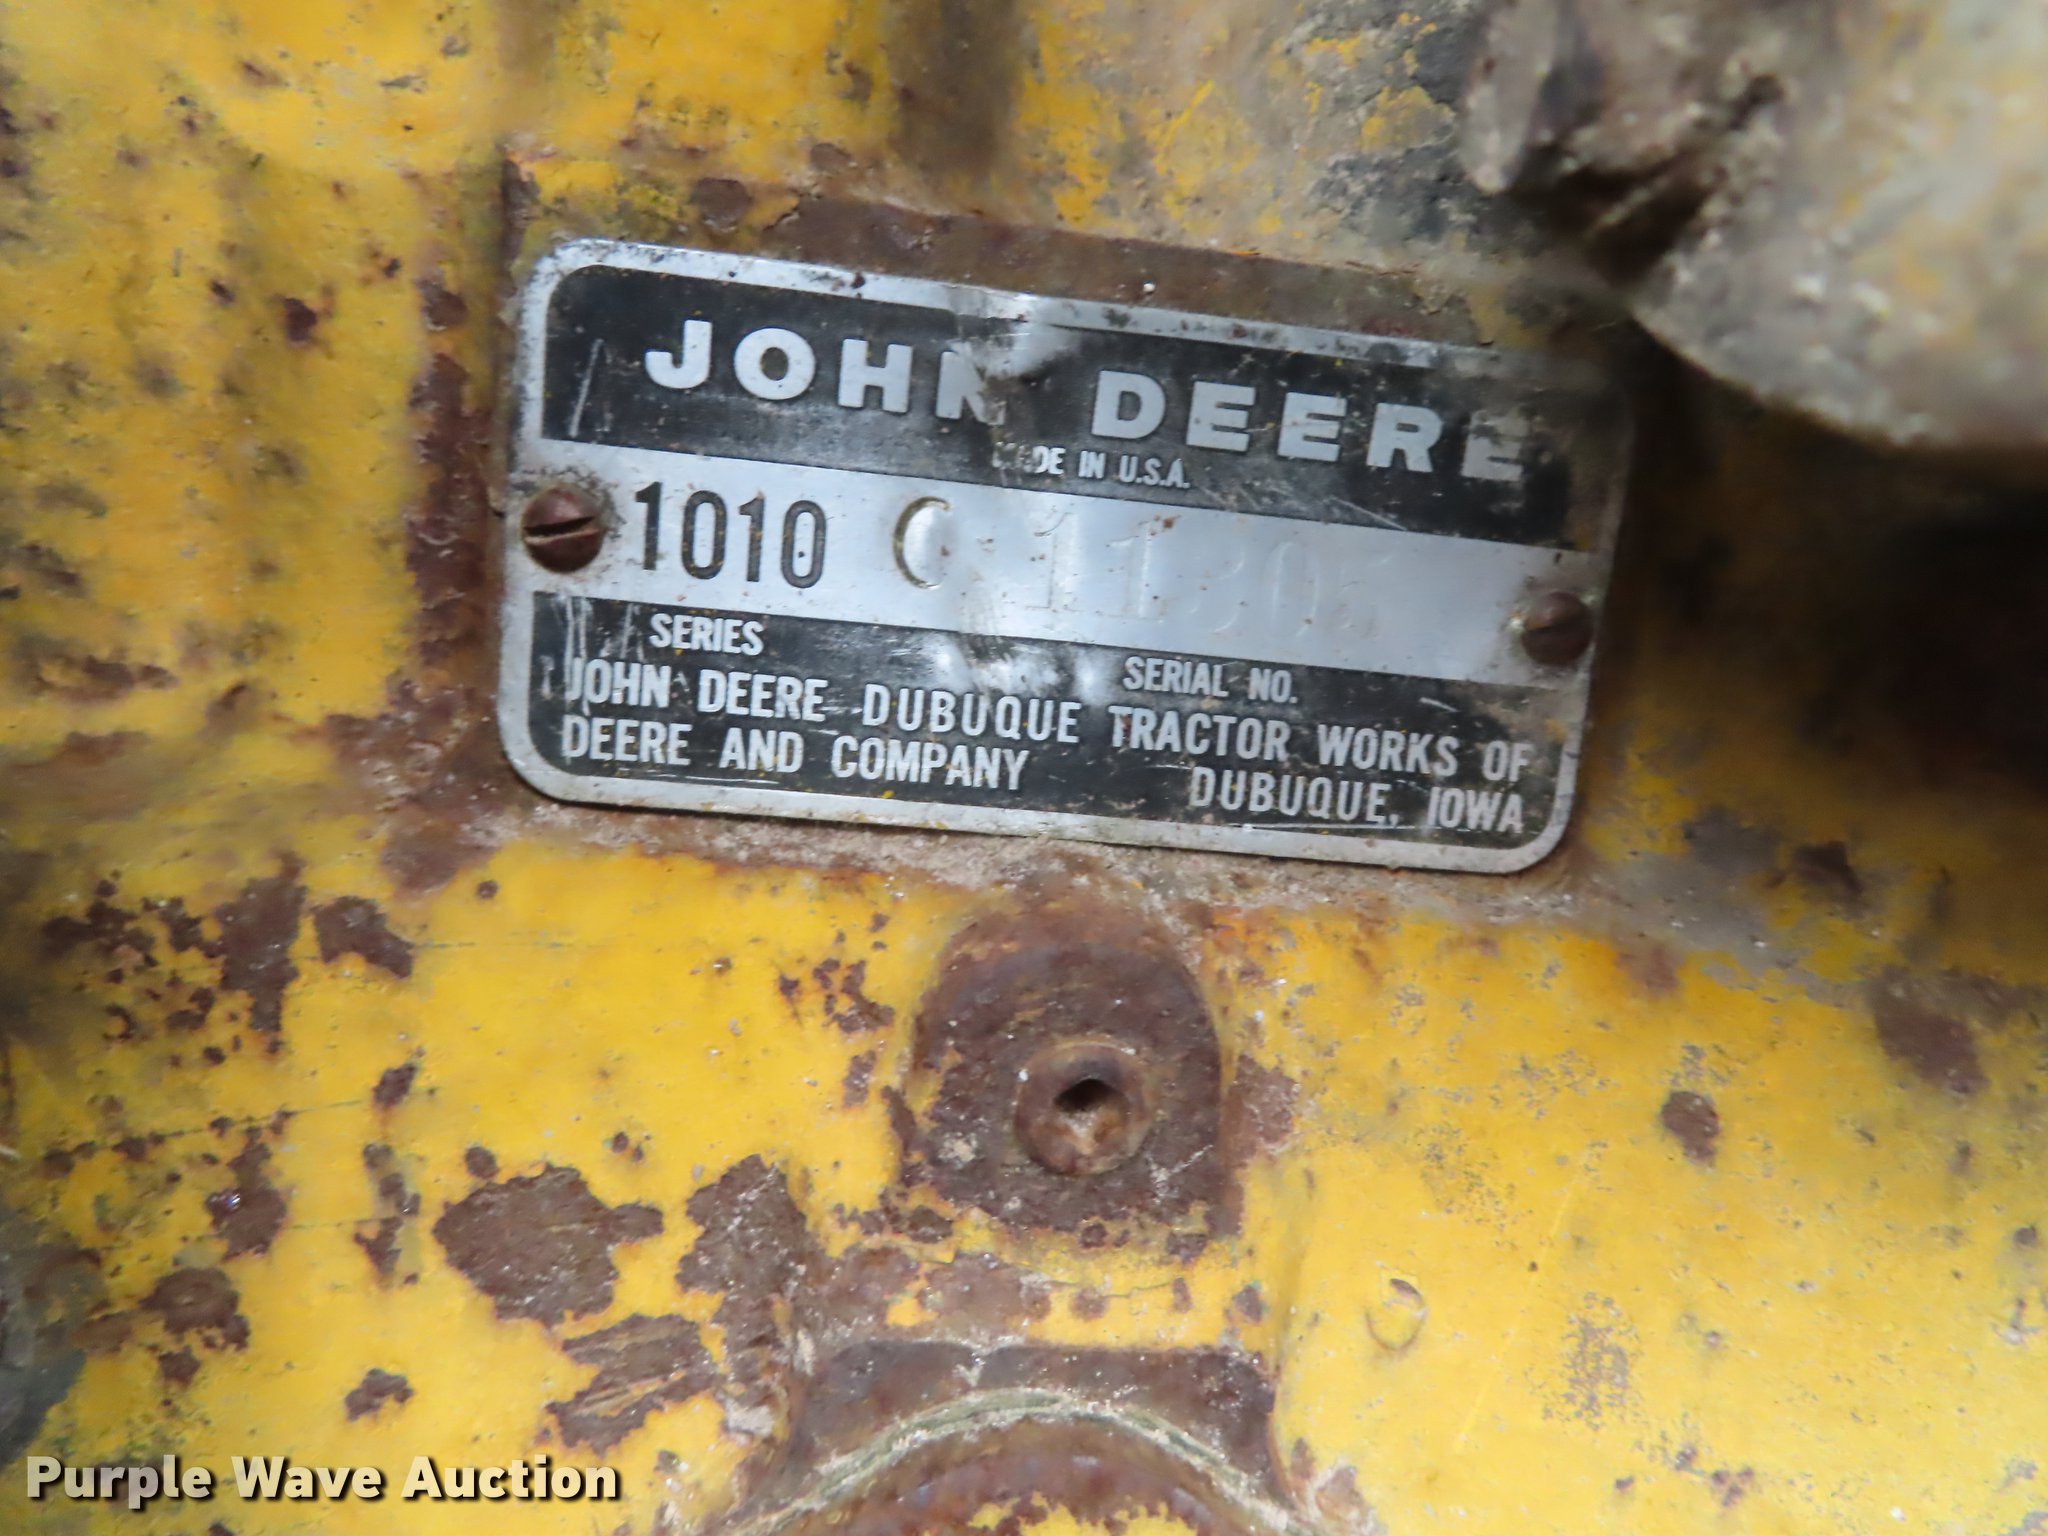 JOHN DEERE
MADE IN U.S.A.
1010 C
SERIES SERIAL NO.
JOHN DEERE DUBUQUE TRACTOR WORKS OF
DEERE AND COMPANY DUBUQUE, IOWA
Purple Wave Auction